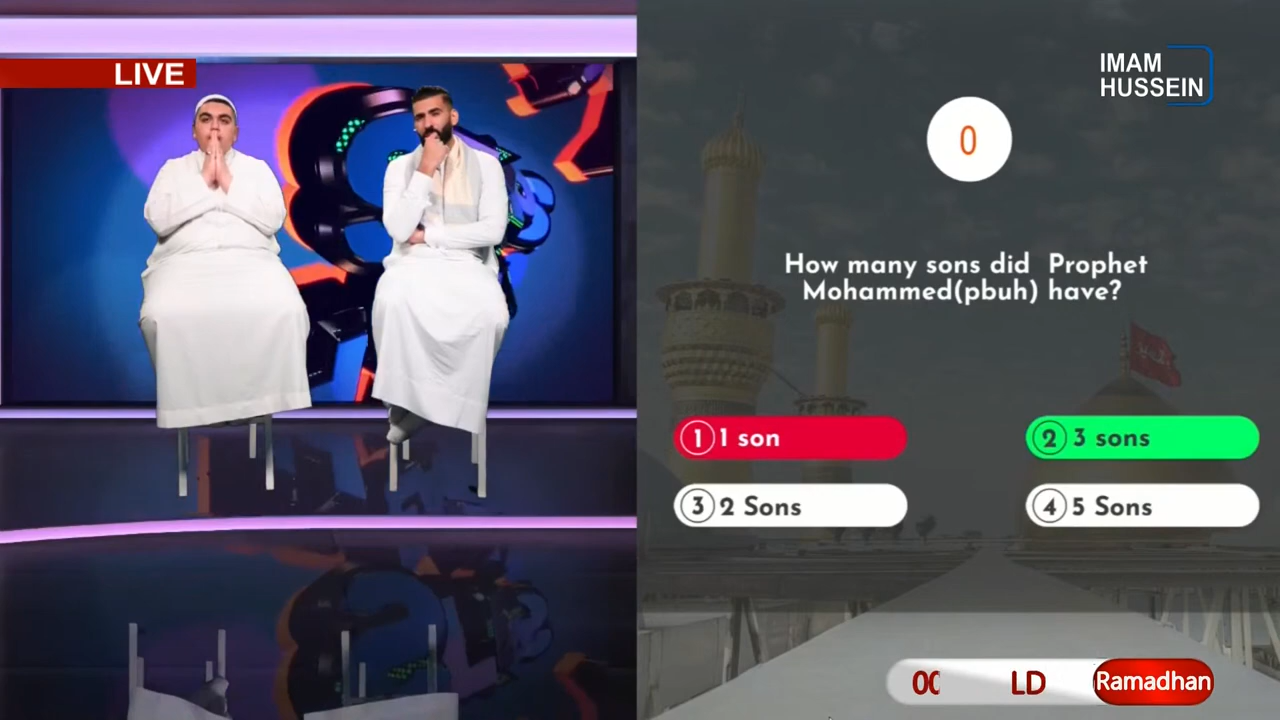 LIVE
IMAM
HUSSEIN
0
How many sons did Prophet
Mohammed(pbuh) have?
1 1 son
2 3 sons
3 2 Sons
4 5 Sons
LD
Ramadhan